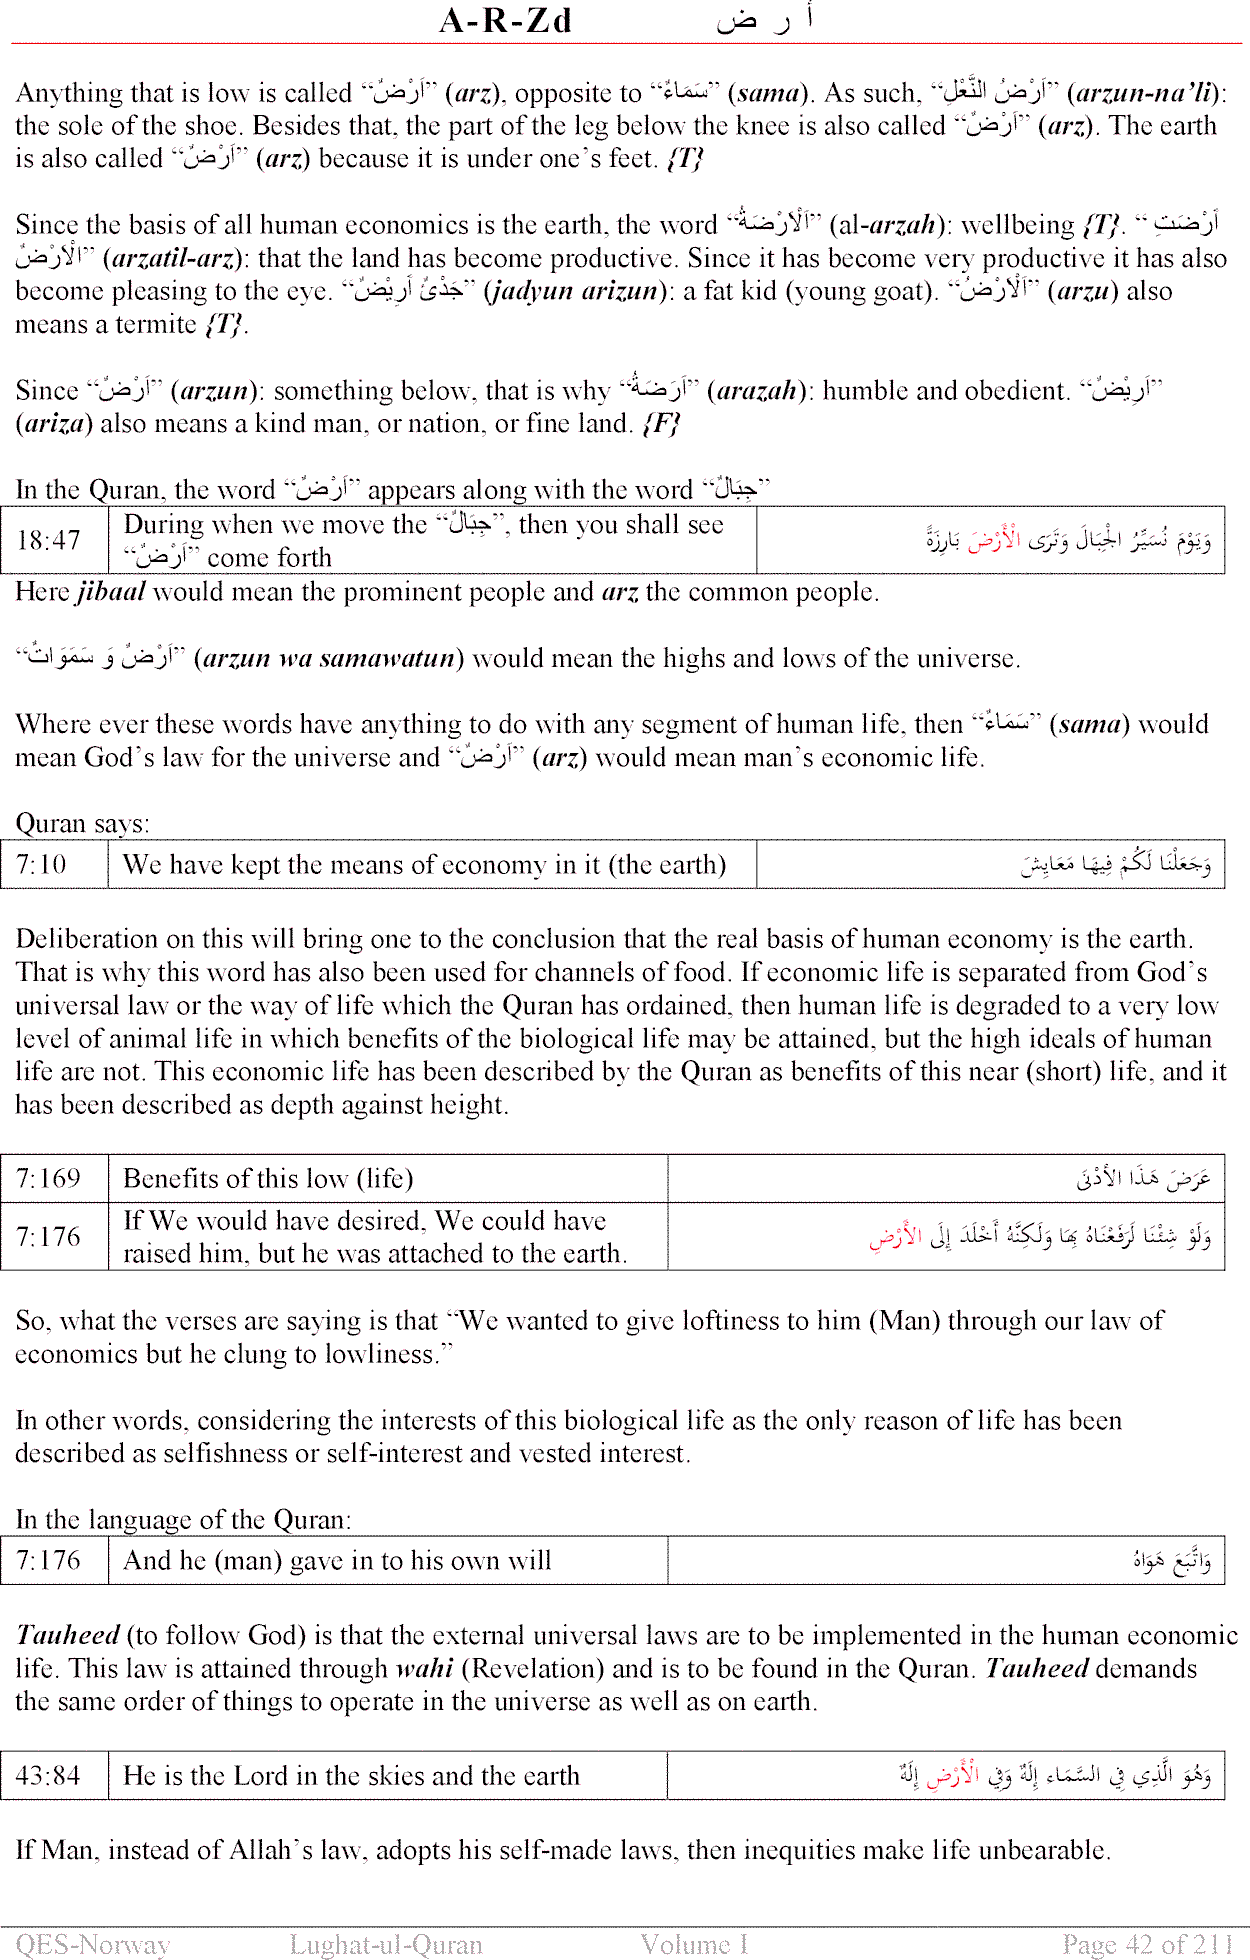 A-R-Zd أ ر ض
Anything that is low is called “اَرْضٌ” (arz), opposite to “سَمَاءٌ” (sama). As such, “اَرْضُ النَّعْلِ” (arzun-na’li):
the sole of the shoe. Besides that, the part of the leg below the knee is also called “اَرْضٌ” (arz). The earth
is also called “اَرْضٌ” (arz) because it is under one’s feet. {T}
Since the basis of all human economics is the earth, the word “اَلْاَرْضَةُ” (al-arzah): wellbeing {T}. “ اَرْضَتِ
الْاَرْضٌ” (arzatil-arz): that the land has become productive. Since it has become very productive it has also
become pleasing to the eye. “جَدْیٌ اَرِیْضٌ” (jadyun arizun): a fat kid (young goat). “اَلْاَرْضُ” (arzu) also
means a termite {T}.
Since “اَرْضٌ” (arzun): something below, that is why “اَرَضَةٌ” (arazah): humble and obedient. “اَرِیْضٌ”
(ariza) also means a kind man, or nation, or fine land. {F}
In the Quran, the word “اَرْضٌ” appears along with the word “جِبَالٌ”
18:47 During when we move the “جِبَالٌ”, then you shall see
“اَرْضٌ” come forth
وَيَوْمَ نُسَيِّرُ الْجِبَالَ وَتَرَى الْأَرْضَ بَارِزَةً
Here jibaal would mean the prominent people and arz the common people.
“اَرْضٌ وَ سَمٰوَاتٌ” (arzun wa samawatun) would mean the highs and lows of the universe.
Where ever these words have anything to do with any segment of human life, then “سَمَاءٌ” (sama) would
mean God’s law for the universe and “اَرْضٌ” (arz) would mean man’s economic life.
Quran says:
7:10 We have kept the means of economy in it (the earth) وَجَعَلْنَا لَكُمْ فِيهَا مَعَايِشَ
Deliberation on this will bring one to the conclusion that the real basis of human economy is the earth.
That is why this word has also been used for channels of food. If economic life is separated from God’s
universal law or the way of life which the Quran has ordained, then human life is degraded to a very low
level of animal life in which benefits of the biological life may be attained, but the high ideals of human
life are not. This economic life has been described by the Quran as benefits of this near (short) life, and it
has been described as depth against height.
7:169 Benefits of this low (life) عَرَضَ هَذَا الأَدْنَى
7:176 If We would have desired, We could have
raised him, but he was attached to the earth.
وَلَوْ شِئْنَا لَرَفَعْنَاهُ بِهَا وَلَكِنَّهُ أَخْلَدَ إِلَى الأَرْضِ
So, what the verses are saying is that “We wanted to give loftiness to him (Man) through our law of
economics but he clung to lowliness.”
In other words, considering the interests of this biological life as the only reason of life has been
described as selfishness or self-interest and vested interest.
In the language of the Quran:
7:176 And he (man) gave in to his own will وَاتَّبَعَ هَوَاهُ
Tauheed (to follow God) is that the external universal laws are to be implemented in the human economic
life. This law is attained through wahi (Revelation) and is to be found in the Quran. Tauheed demands
the same order of things to operate in the universe as well as on earth.
43:84 He is the Lord in the skies and the earth وَهُوَ الَّذِي فِي السَّمَاء إِلَهٌ وَفِي الْأَرْضِ إِلَهٌ
If Man, instead of Allah’s law, adopts his self-made laws, then inequities make life unbearable.
QES-Norway Lughat-ul-Quran Volume I Page 42 of 211